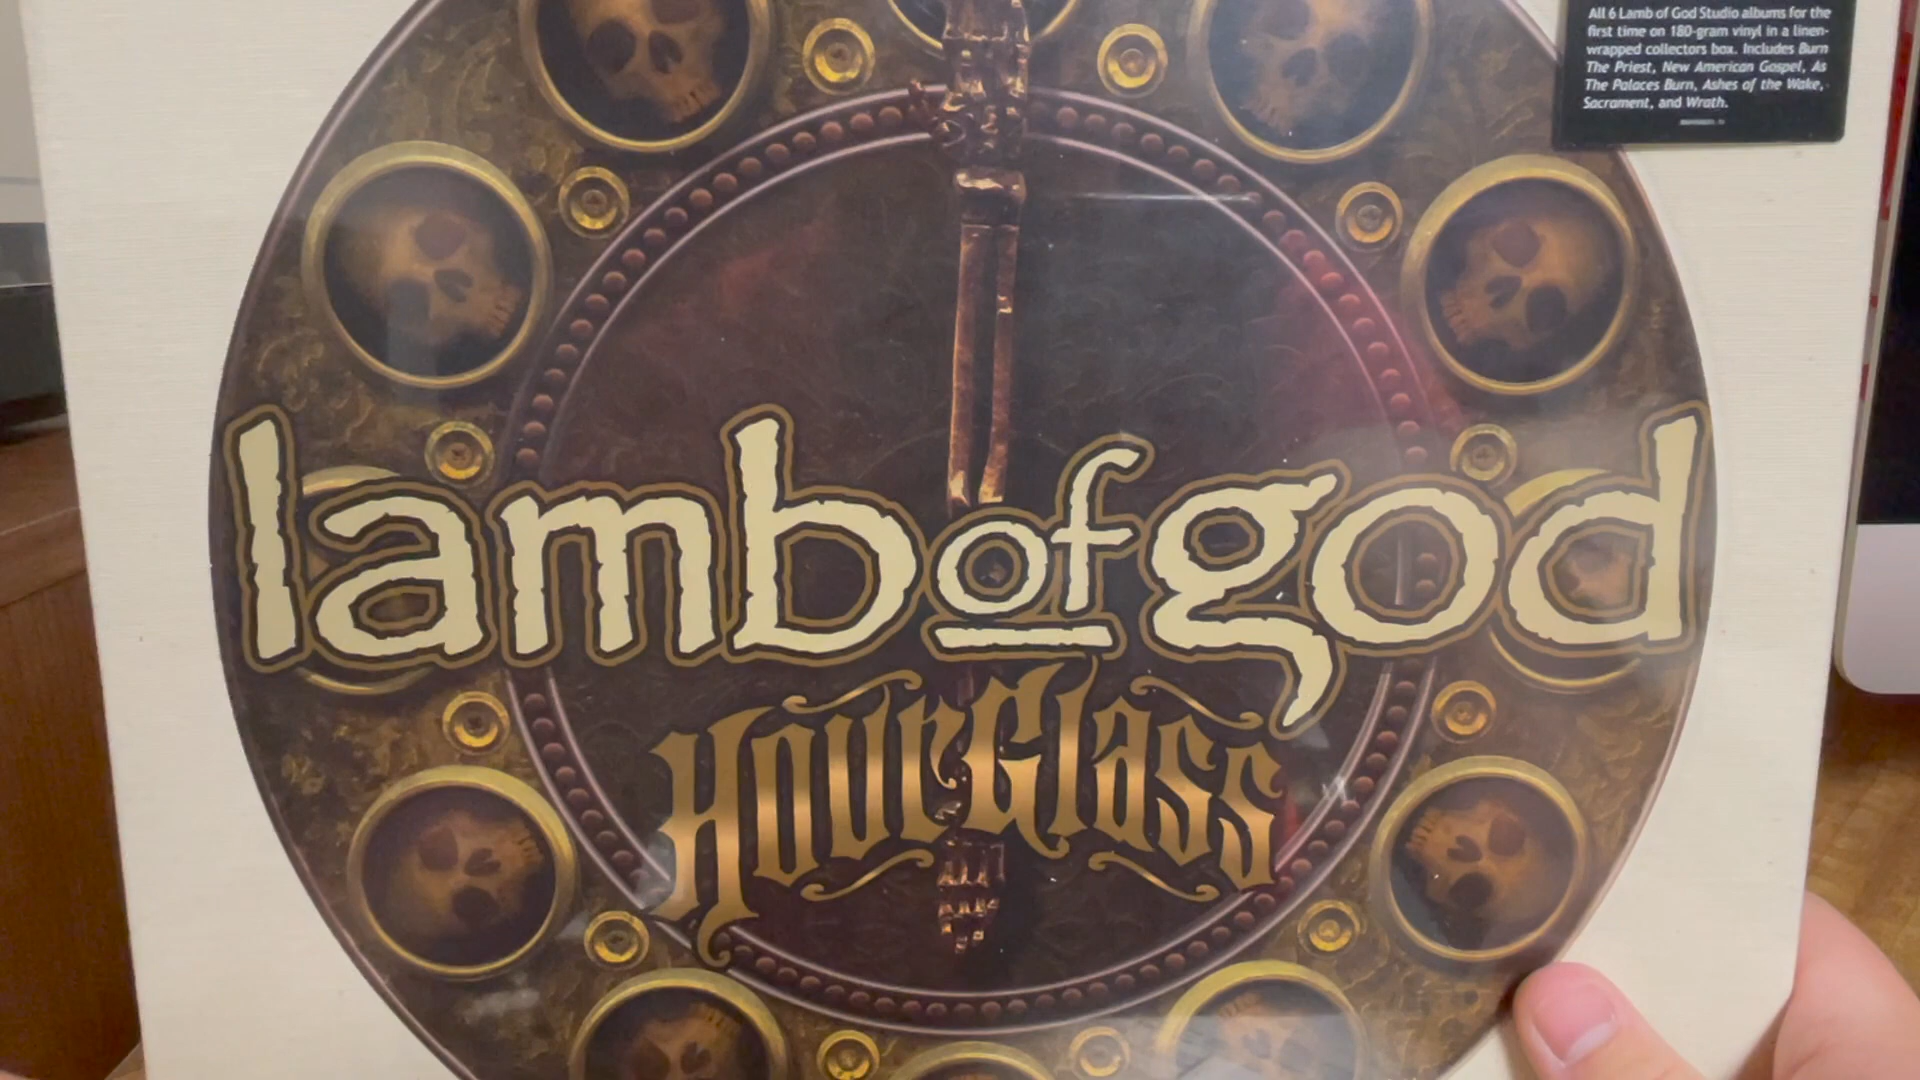 All 6 Lamb of God Studio albums for the
first time on 180-gram vinyl in a linen-
wrapped collectors box. Includes Burn
The Priest, New American Gospel, As
The Palaces Burn, Ashes of the Wake,
Sacrament, and Wrath.
lamb of god
HourGlass